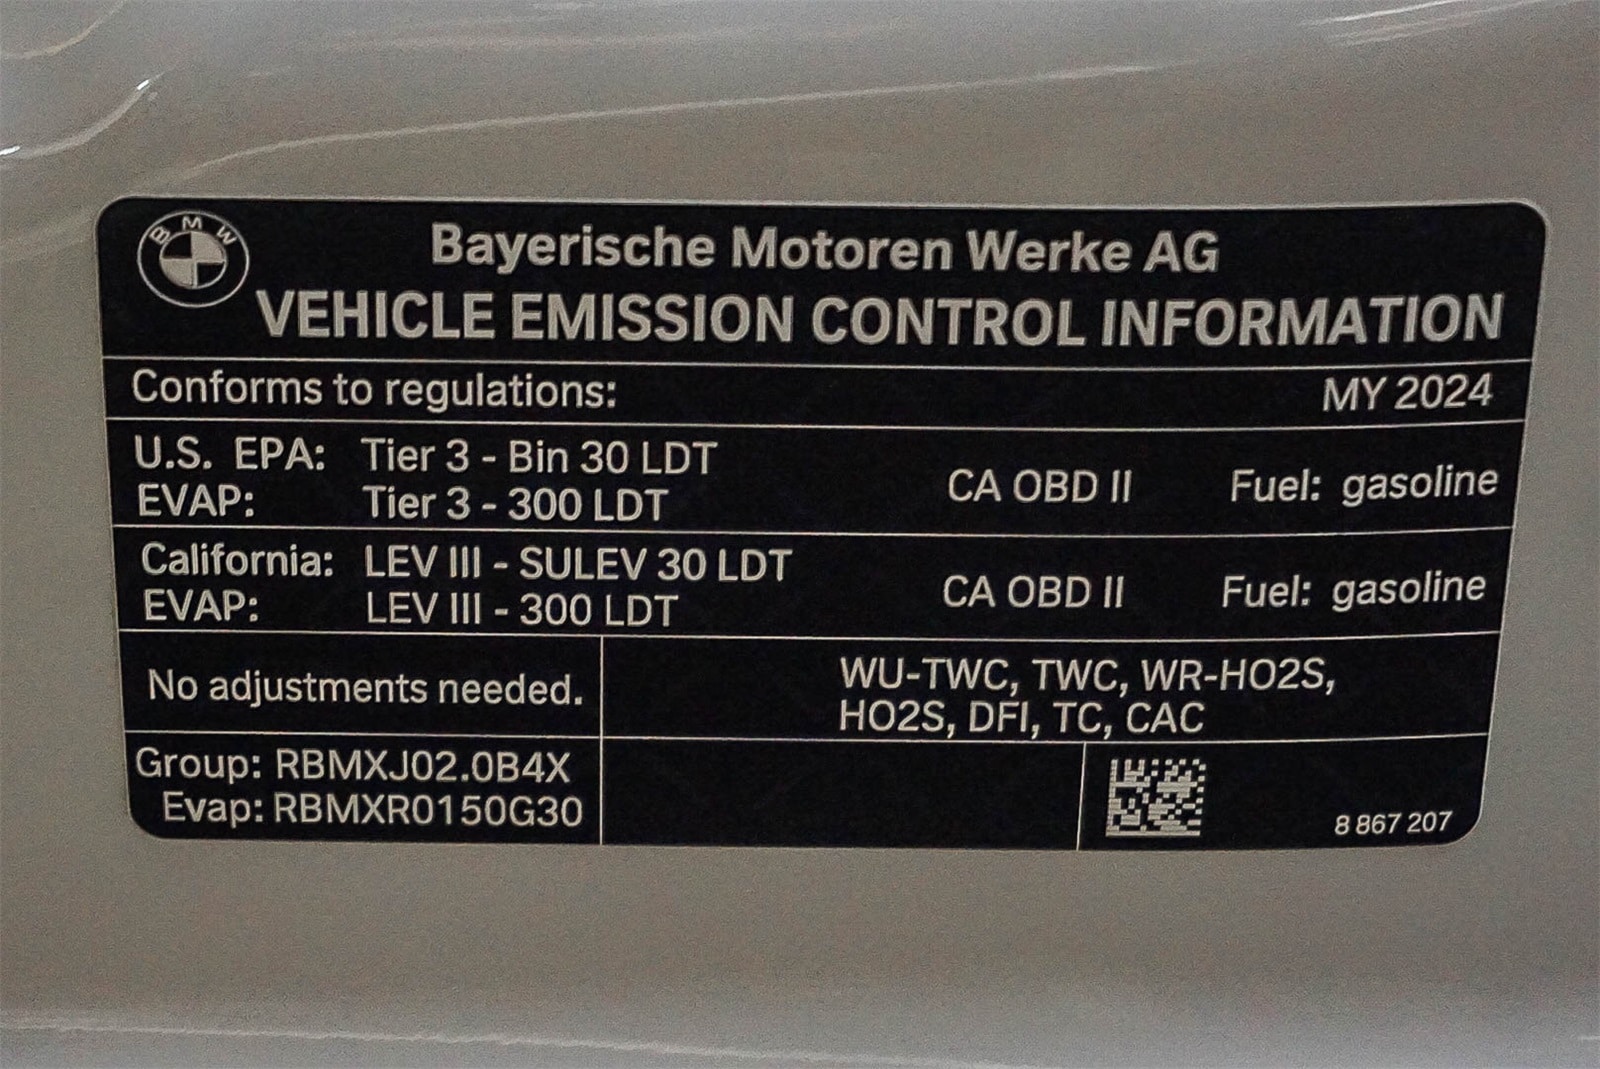 BMW
Bayerische Motoren Werke AG
VEHICLE EMISSION CONTROL INFORMATION
Conforms to regulations: MY 2024
U.S. EPA: Tier 3 - Bin 30 LDT
EVAP: Tier 3 - 300 LDT
CA OBD II Fuel: gasoline
California: LEV III - SULEV 30 LDT
EVAP: LEV III - 300 LDT
CA OBD II Fuel: gasoline
No adjustments needed.
WU-TWC, TWC, WR-HO2S,
HO2S, DFI, TC, CAC
Group: RBMXJ02.0B4X
Evap: RBMXR0150G30
8 867 207